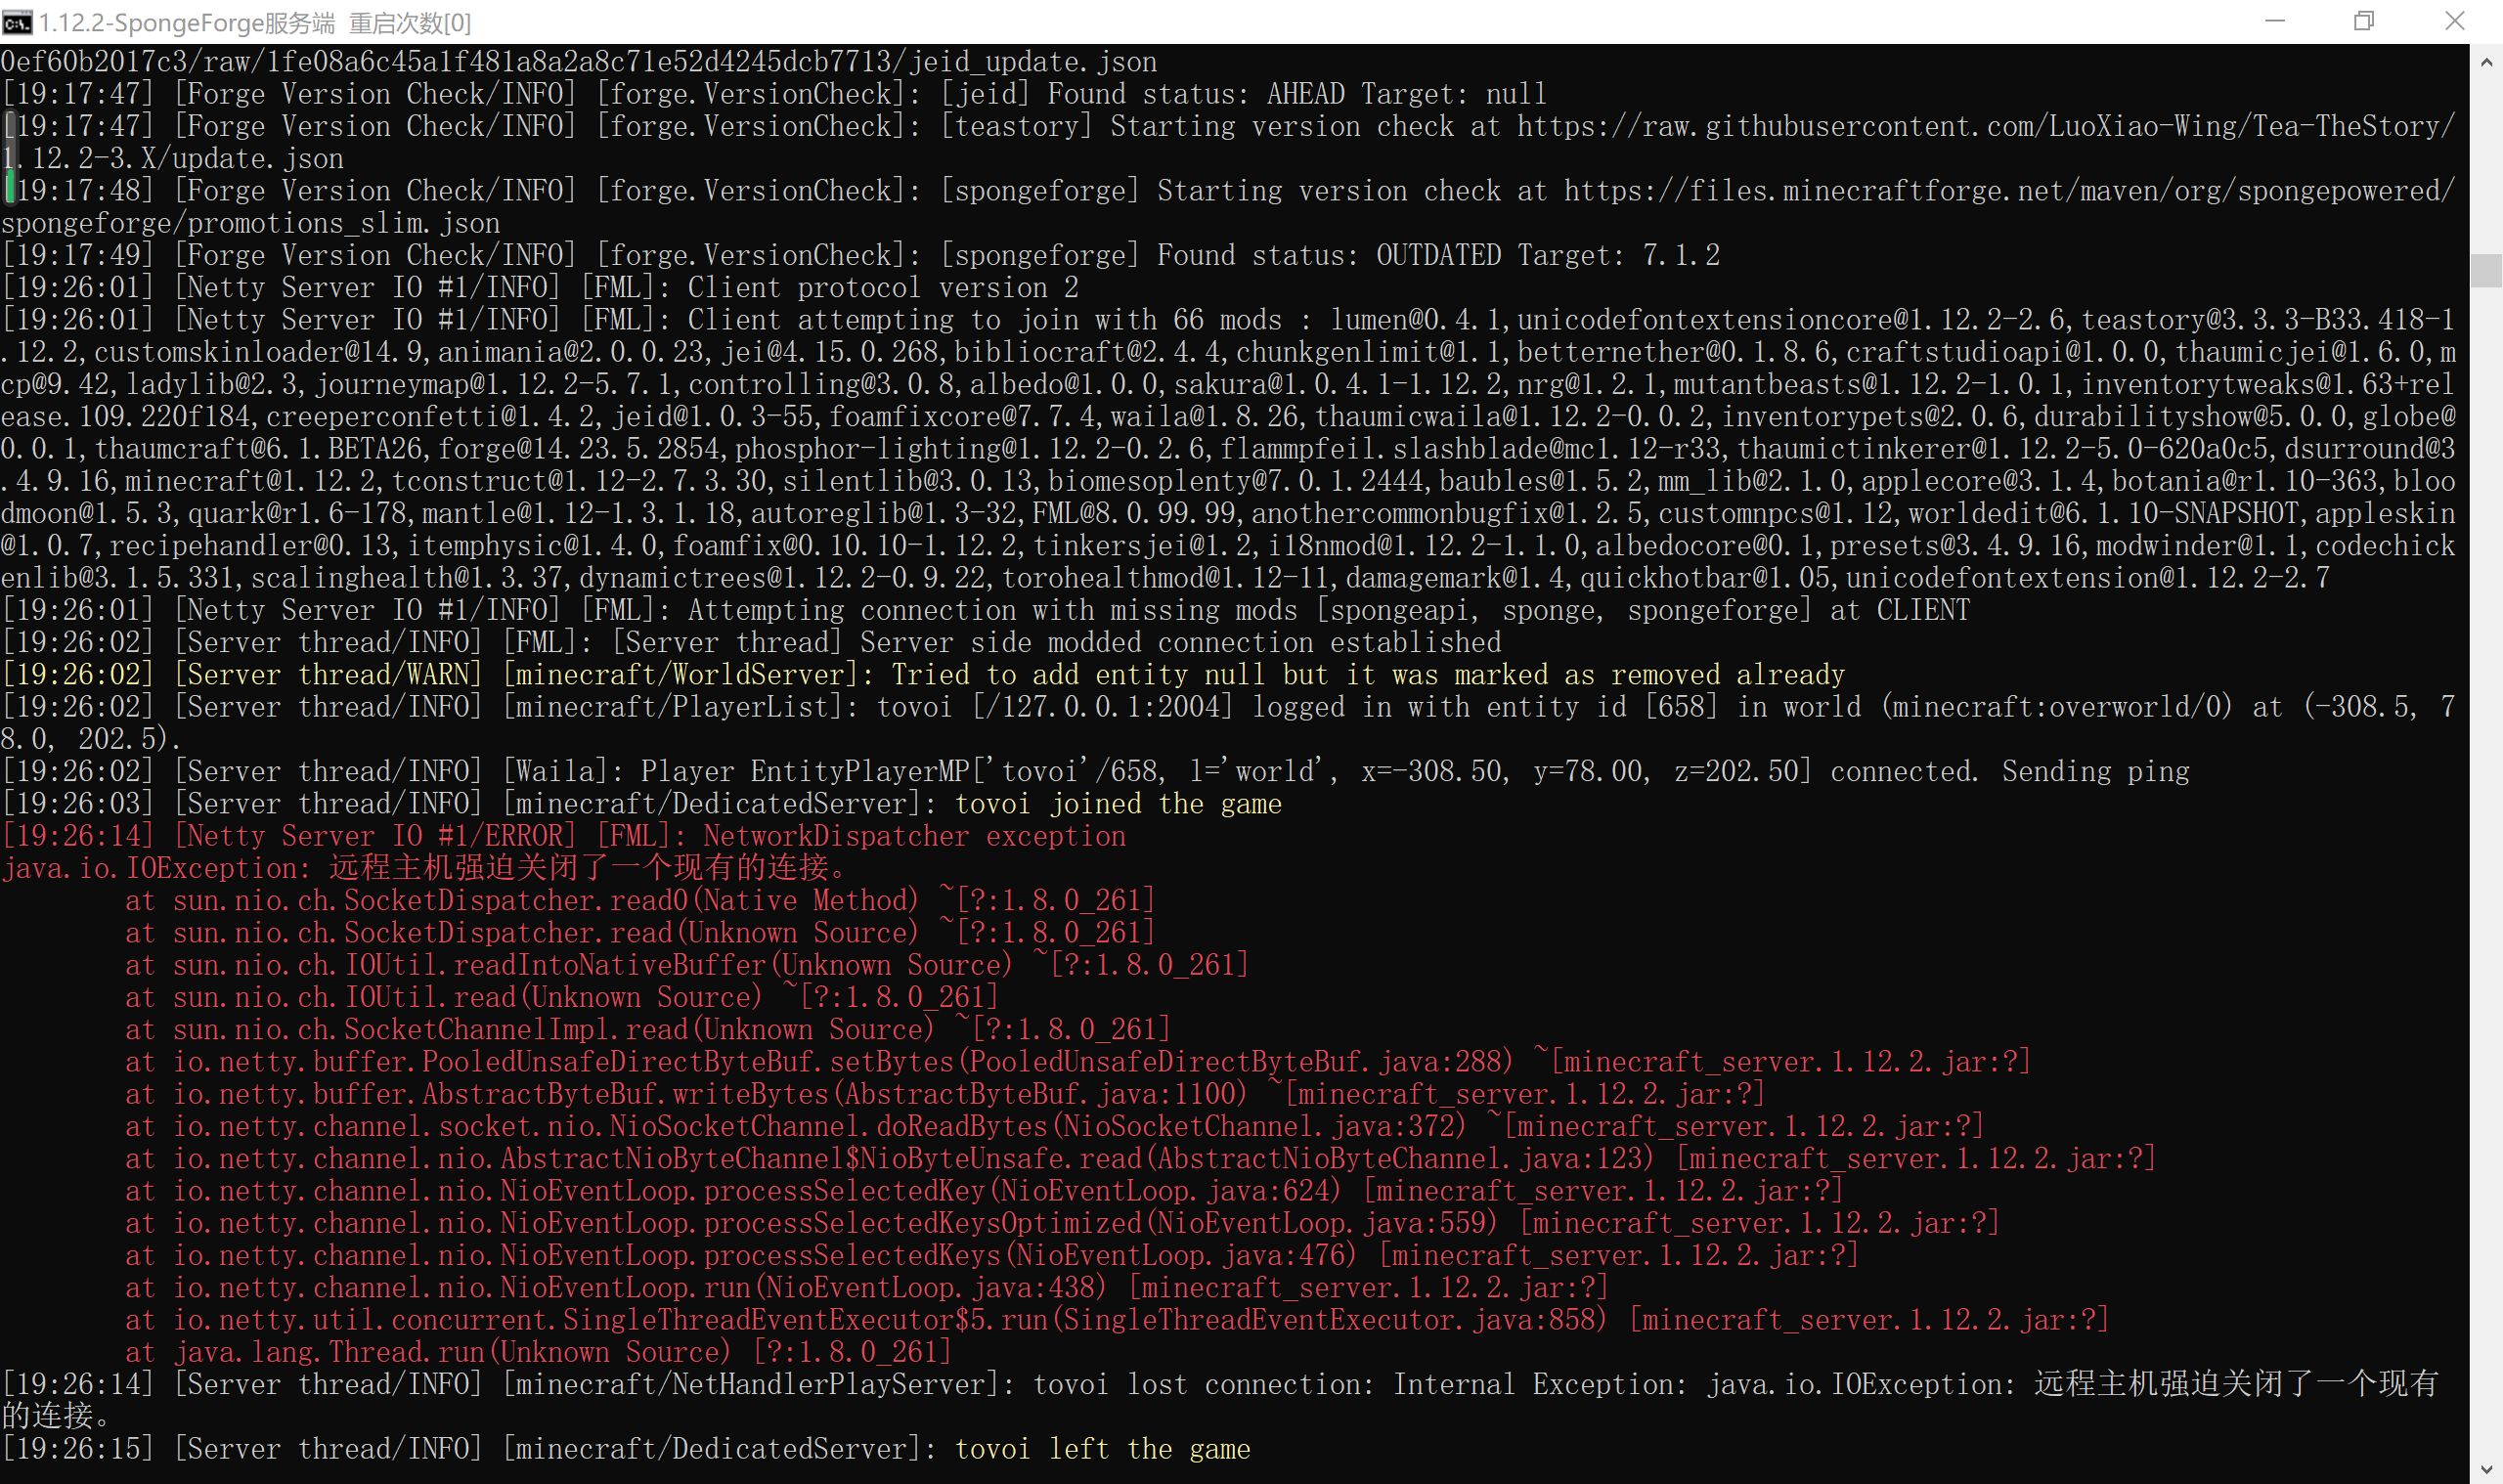 1.12.2-SpongeForge服务端 重启次数[0]
0ef60b2017c3/raw/1fe08a6c45a1f481a8a2a8c71e52d4245dcb7713/jeid_update.json
[19:17:47] [Forge Version Check/INFO] [forge.VersionCheck]: [jeid] Found status: AHEAD Target: null
[19:17:47] [Forge Version Check/INFO] [forge.VersionCheck]: [teastory] Starting version check at https://raw.githubusercontent.com/LuoXiao-Wing/Tea-TheStory/
1.12.2-3.X/update.json
[19:17:48] [Forge Version Check/INFO] [forge.VersionCheck]: [spongeforge] Starting version check at https://files.minecraftforge.net/maven/org/spongepowered/
spongeforge/promotions_slim.json
[19:17:49] [Forge Version Check/INFO] [forge.VersionCheck]: [spongeforge] Found status: OUTDATED Target: 7.1.2
[19:26:01] [Netty Server IO #1/INFO] [FML]: Client protocol version 2
[19:26:01] [Netty Server IO #1/INFO] [FML]: Client attempting to join with 66 mods : lumen@0.4.1,unicodefontextensioncore@1.12.2-2.6,teastory@3.3.3-B33.418-1
.12.2,customskinloader@14.9,animania@2.0.0.23,jei@4.15.0.268,bibliocraft@2.4.4,chunkgenlimit@1.1,betternether@0.1.8.6,craftstudioapi@1.0.0,thaumicjei@1.6.0,m
cp@9.42,ladylib@2.3,journeymap@1.12.2-5.7.1,controlling@3.0.8,albedo@1.0.0,sakura@1.0.4.1-1.12.2,nrg@1.2.1,mutantbeasts@1.12.2-1.0.1,inventorytweaks@1.63+rel
ease.109.220f184,creeperconfetti@1.4.2,jeid@1.0.3-55,foamfixcore@7.7.4,waila@1.8.26,thaumicwaila@1.12.2-0.0.2,inventorypets@2.0.6,durabilityshow@5.0.0,globe@
0.0.1,thaumcraft@6.1.BETA26,forge@14.23.5.2854,phosphor-lighting@1.12.2-0.2.6,flammpfeil.slashblade@mc1.12-r33,thaumictinkerer@1.12.2-5.0-620a0c5,dsurround@3
.4.9.16,minecraft@1.12.2,tconstruct@1.12-2.7.3.30,silentlib@3.0.13,biomesoplenty@7.0.1.2444,baubles@1.5.2,mm_lib@2.1.0,applecore@3.1.4,botania@r1.10-363,bloo
dmoon@1.5.3,quark@r1.6-178,mantle@1.12-1.3.1.18,autoreglib@1.3-32,FML@8.0.99.99,anothercommonbugfix@1.2.5,customnpcs@1.12,worldedit@6.1.10-SNAPSHOT,appleskin
@1.0.7,recipehandler@0.13,itemphysic@1.4.0,foamfix@0.10.10-1.12.2,tinkersjei@1.2,i18nmod@1.12.2-1.1.0,albedocore@0.1,presets@3.4.9.16,modwinder@1.1,codechick
enlib@3.1.5.331,scalinghealth@1.3.37,dynamictrees@1.12.2-0.9.22,torohealthmod@1.12-11,damagemark@1.4,quickhotbar@1.05,unicodefontextension@1.12.2-2.7
[19:26:01] [Netty Server IO #1/INFO] [FML]: Attempting connection with missing mods [spongeapi, sponge, spongeforge] at CLIENT
[19:26:02] [Server thread/INFO] [FML]: [Server thread] Server side modded connection established
[19:26:02] [Server thread/WARN] [minecraft/WorldServer]: Tried to add entity null but it was marked as removed already
[19:26:02] [Server thread/INFO] [minecraft/PlayerList]: tovoi [/127.0.0.1:2004] logged in with entity id [658] in world (minecraft:overworld/0) at (-308.5, 7
8.0, 202.5).
[19:26:02] [Server thread/INFO] [Waila]: Player EntityPlayerMP['tovoi'/658, l='world', x=-308.50, y=78.00, z=202.50] connected. Sending ping
[19:26:03] [Server thread/INFO] [minecraft/DedicatedServer]: tovoi joined the game
[19:26:14] [Netty Server IO #1/ERROR] [FML]: NetworkDispatcher exception
java.io.IOException: 远程主机强迫关闭了一个现有的连接。
at sun.nio.ch.SocketDispatcher.read0(Native Method) ~[?:1.8.0_261]
at sun.nio.ch.SocketDispatcher.read(Unknown Source) ~[?:1.8.0_261]
at sun.nio.ch.IOUtil.readIntoNativeBuffer(Unknown Source) ~[?:1.8.0_261]
at sun.nio.ch.IOUtil.read(Unknown Source) ~[?:1.8.0_261]
at sun.nio.ch.SocketChannelImpl.read(Unknown Source) ~[?:1.8.0_261]
at io.netty.buffer.PooledUnsafeDirectByteBuf.setBytes(PooledUnsafeDirectByteBuf.java:288) ~[minecraft_server.1.12.2.jar:?]
at io.netty.buffer.AbstractByteBuf.writeBytes(AbstractByteBuf.java:1100) ~[minecraft_server.1.12.2.jar:?]
at io.netty.channel.socket.nio.NioSocketChannel.doReadBytes(NioSocketChannel.java:372) ~[minecraft_server.1.12.2.jar:?]
at io.netty.channel.nio.AbstractNioByteChannel$NioByteUnsafe.read(AbstractNioByteChannel.java:123) [minecraft_server.1.12.2.jar:?]
at io.netty.channel.nio.NioEventLoop.processSelectedKey(NioEventLoop.java:624) [minecraft_server.1.12.2.jar:?]
at io.netty.channel.nio.NioEventLoop.processSelectedKeysOptimized(NioEventLoop.java:559) [minecraft_server.1.12.2.jar:?]
at io.netty.channel.nio.NioEventLoop.processSelectedKeys(NioEventLoop.java:476) [minecraft_server.1.12.2.jar:?]
at io.netty.channel.nio.NioEventLoop.run(NioEventLoop.java:438) [minecraft_server.1.12.2.jar:?]
at io.netty.util.concurrent.SingleThreadEventExecutor$5.run(SingleThreadEventExecutor.java:858) [minecraft_server.1.12.2.jar:?]
at java.lang.Thread.run(Unknown Source) [?:1.8.0_261]
[19:26:14] [Server thread/INFO] [minecraft/NetHandlerPlayServer]: tovoi lost connection: Internal Exception: java.io.IOException: 远程主机强迫关闭了一个现有
的连接。
[19:26:15] [Server thread/INFO] [minecraft/DedicatedServer]: tovoi left the game